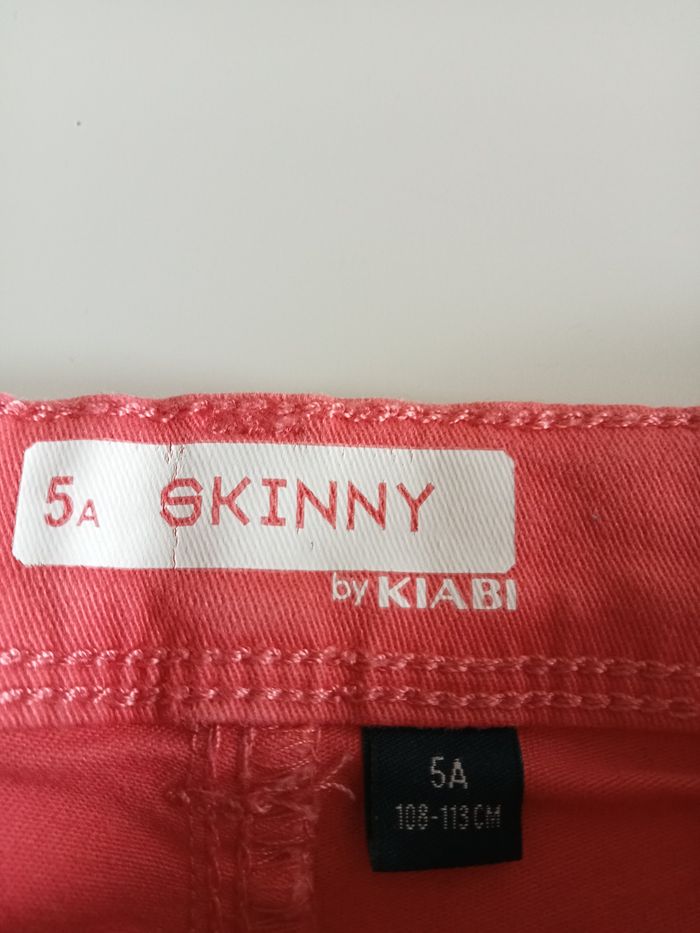 5A SKINNY
by KIABI
5A
108-113 CM